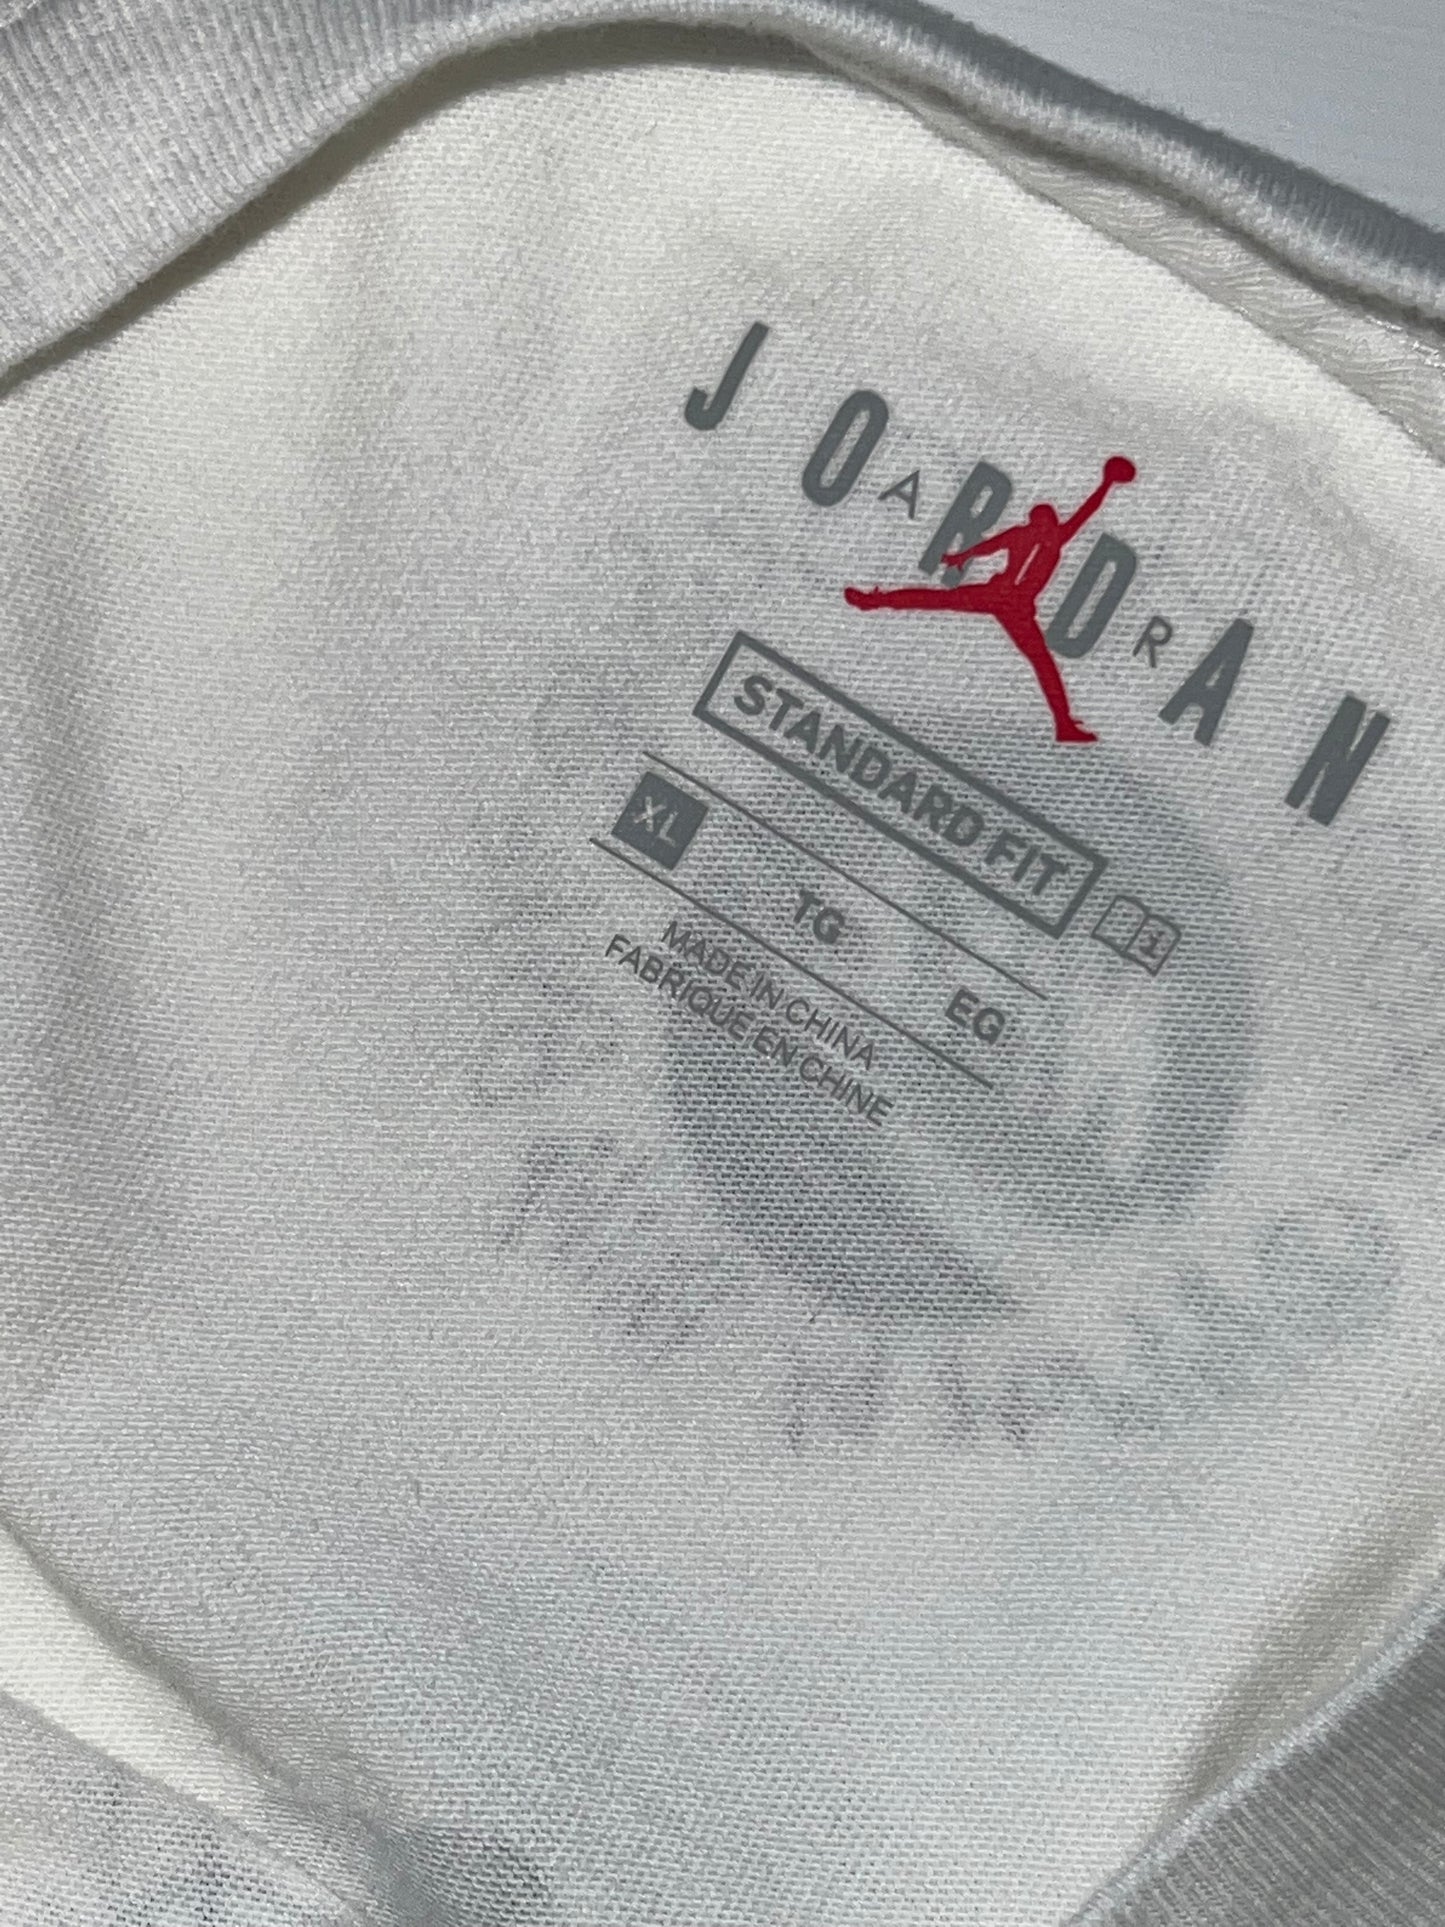 JORDAN
AIR
STANDARD FIT
XL TG EG
MADE IN CHINA
FABRIQUÉ EN CHINE